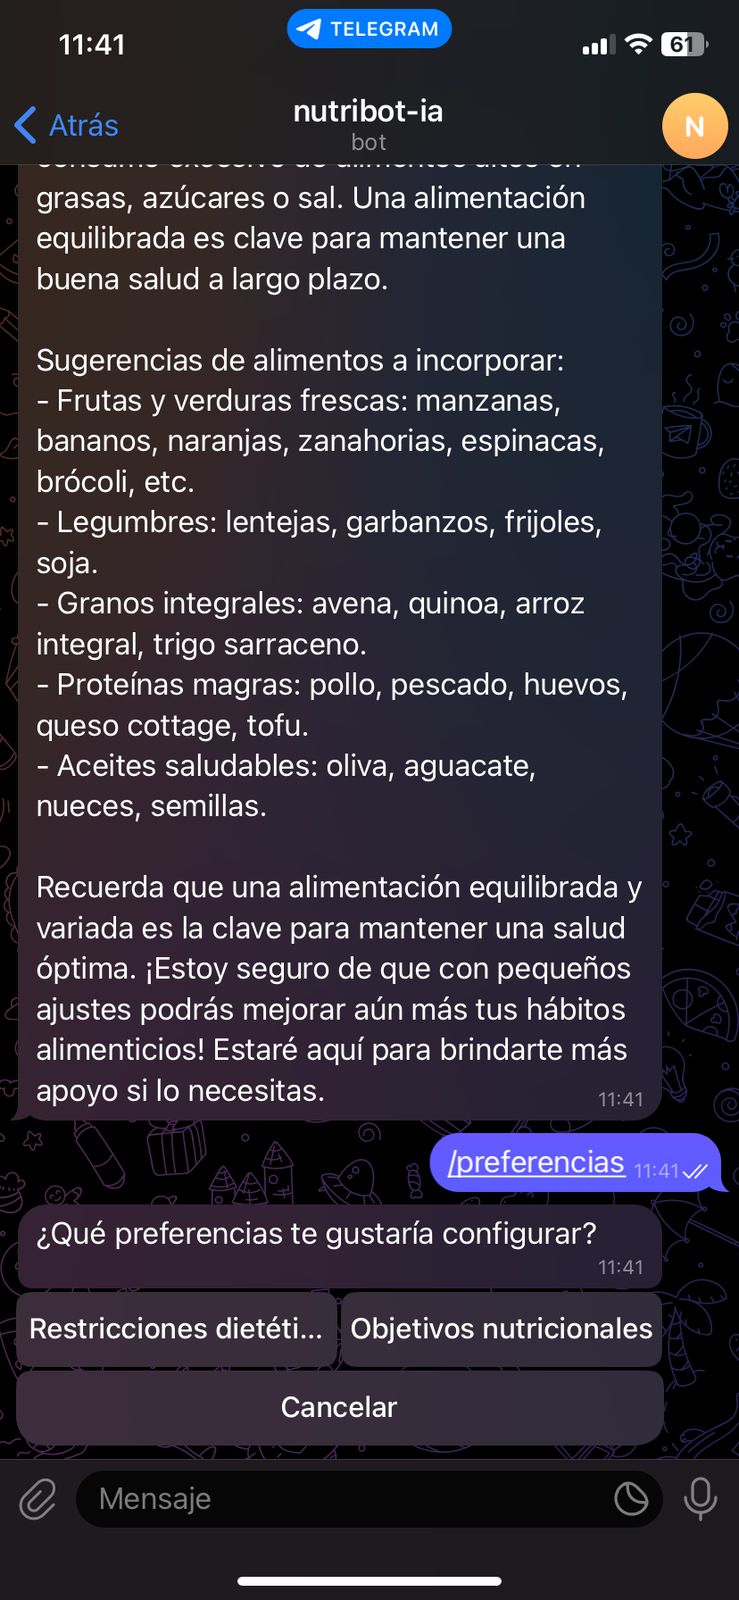 11:41
TELEGRAM
61
Atrás
nutribot-ia
bot
N
consumo excesivo de alimentos altos en
grasas, azúcares o sal. Una alimentación
equilibrada es clave para mantener una
buena salud a largo plazo.
Sugerencias de alimentos a incorporar:
- Frutas y verduras frescas: manzanas,
bananos, naranjas, zanahorias, espinacas,
brócoli, etc.
- Legumbres: lentejas, garbanzos, frijoles,
soja.
- Granos integrales: avena, quinoa, arroz
integral, trigo sarraceno.
- Proteínas magras: pollo, pescado, huevos,
queso cottage, tofu.
- Aceites saludables: oliva, aguacate,
nueces, semillas.
Recuerda que una alimentación equilibrada y
variada es la clave para mantener una salud
óptima. ¡Estoy seguro de que con pequeños
ajustes podrás mejorar aún más tus hábitos
alimenticios! Estaré aquí para brindarte más
apoyo si lo necesitas.
11:41
/preferencias 11:41
¿Qué preferencias te gustaría configurar?
11:41
Restricciones dietéti... Objetivos nutricionales
Cancelar
Mensaje